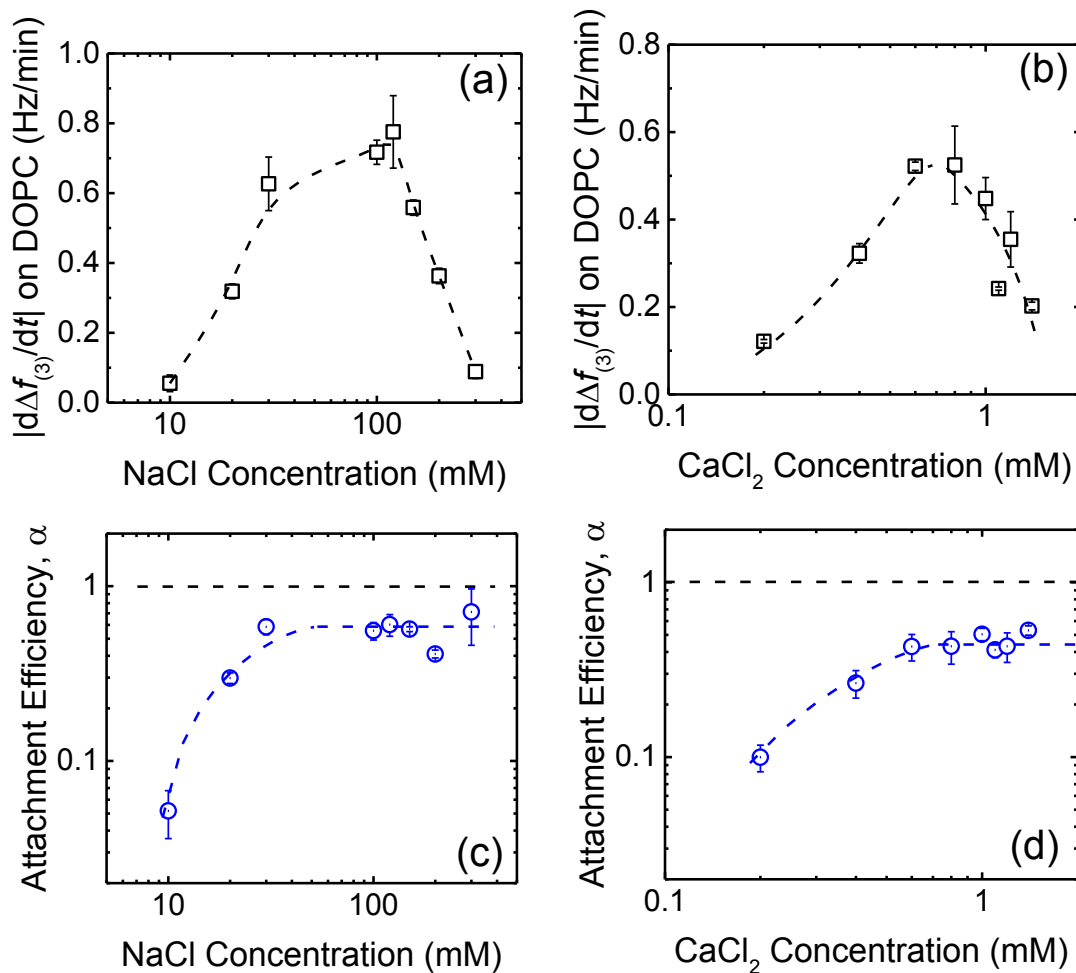 (a)
|dΔf(3)/dt| on DOPC (Hz/min)
1.0
0.8
0.6
0.4
0.2
0.0
10
100
NaCl Concentration (mM)
(b)
|dΔf(3)/dt| on DOPC (Hz/min)
0.8
0.6
0.4
0.2
0.0
0.1
1
CaCl2 Concentration (mM)
(c)
Attachment Efficiency, α
1
0.1
10
100
NaCl Concentration (mM)
(d)
Attachment Efficiency, α
1
0.1
0.1
1
CaCl2 Concentration (mM)